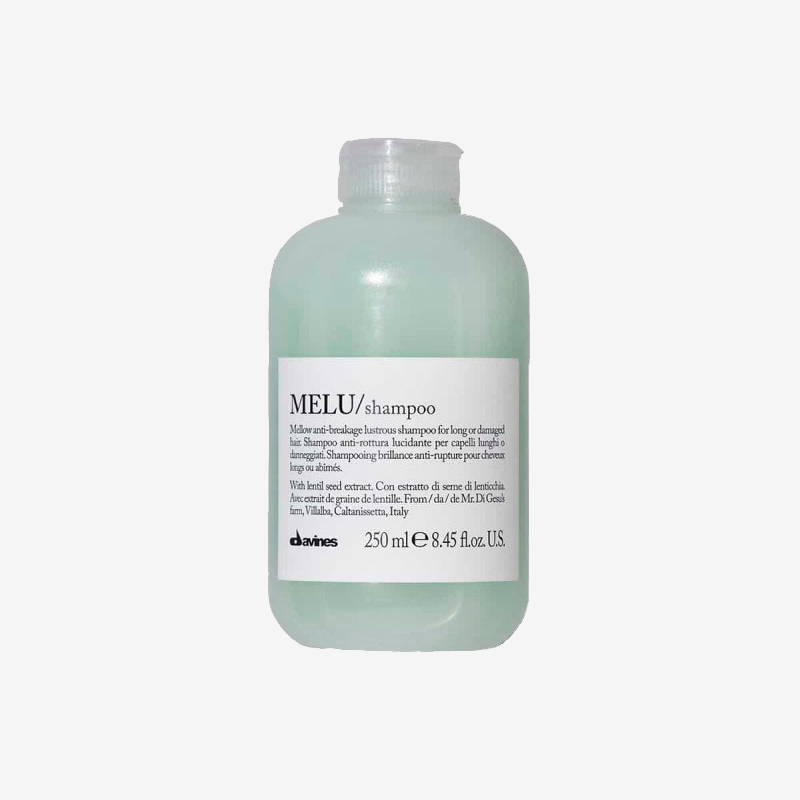 MELU/shampoo
Mellow anti-breakage lustrous shampoo for long or damaged
hair. Shampoo anti-rottura lucidante per capelli lunghi o
danneggiati. Shampooing brillance anti-rupture pour cheveux
longs ou abîmés.
With lentil seed extract. Con estratto di seme di lenticchia.
Avec extrait de graine de lentille. From / da / de Mr. Di Gesù's
farm, Villalba, Caltanissetta, Italy
davines 250 ml ℮ 8.45 fl.oz. U.S.